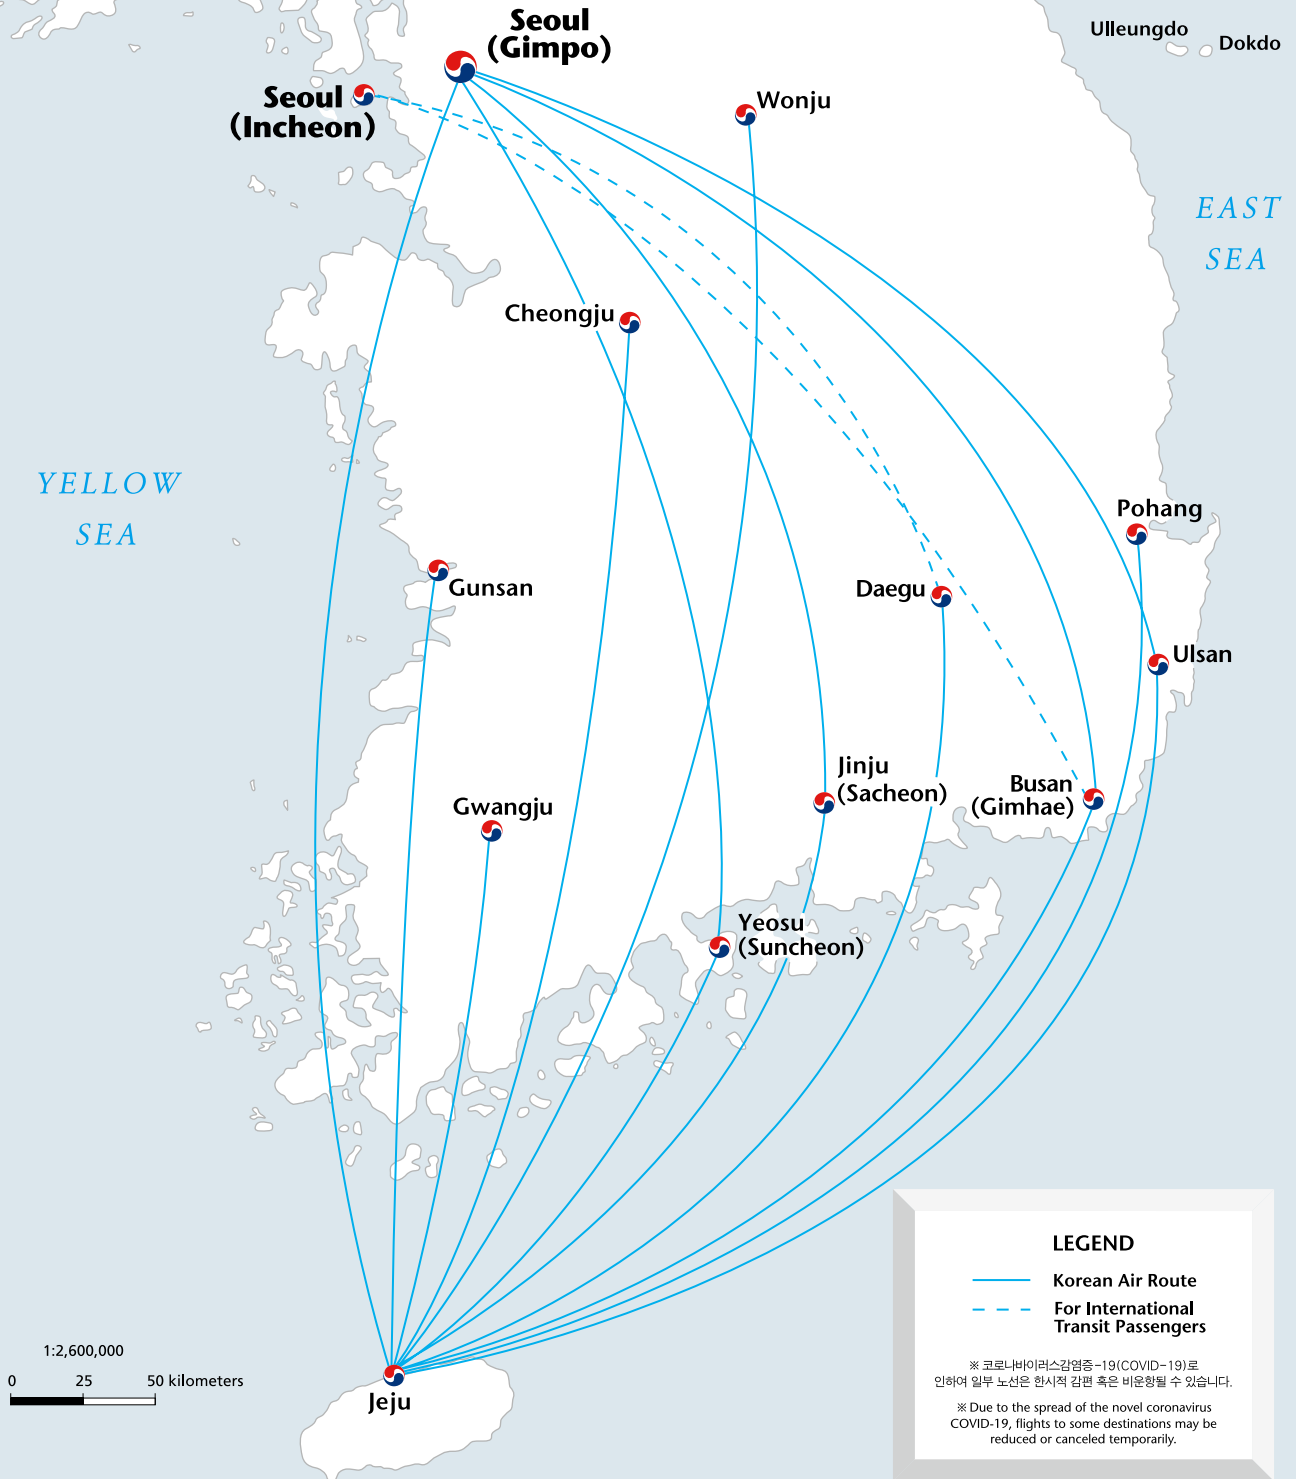 Seoul
(Gimpo)
Ulleungdo
Dokdo
Seoul
(Incheon)
Wonju
EAST
SEA
Cheongju
YELLOW
SEA
Pohang
Gunsan
Daegu
Ulsan
Jinju
(Sacheon)
Busan
(Gimhae)
Gwangju
Yeosu
(Suncheon)
Jeju
1:2,600,000
0 25 50 kilometers
LEGEND
Korean Air Route
For International
Transit Passengers
※ 코로나바이러스감염증-19(COVID-19)로
인하여 일부 노선은 한시적 감편 혹은 비운항될 수 있습니다.
※ Due to the spread of the novel coronavirus
COVID-19, flights to some destinations may be
reduced or canceled temporarily.